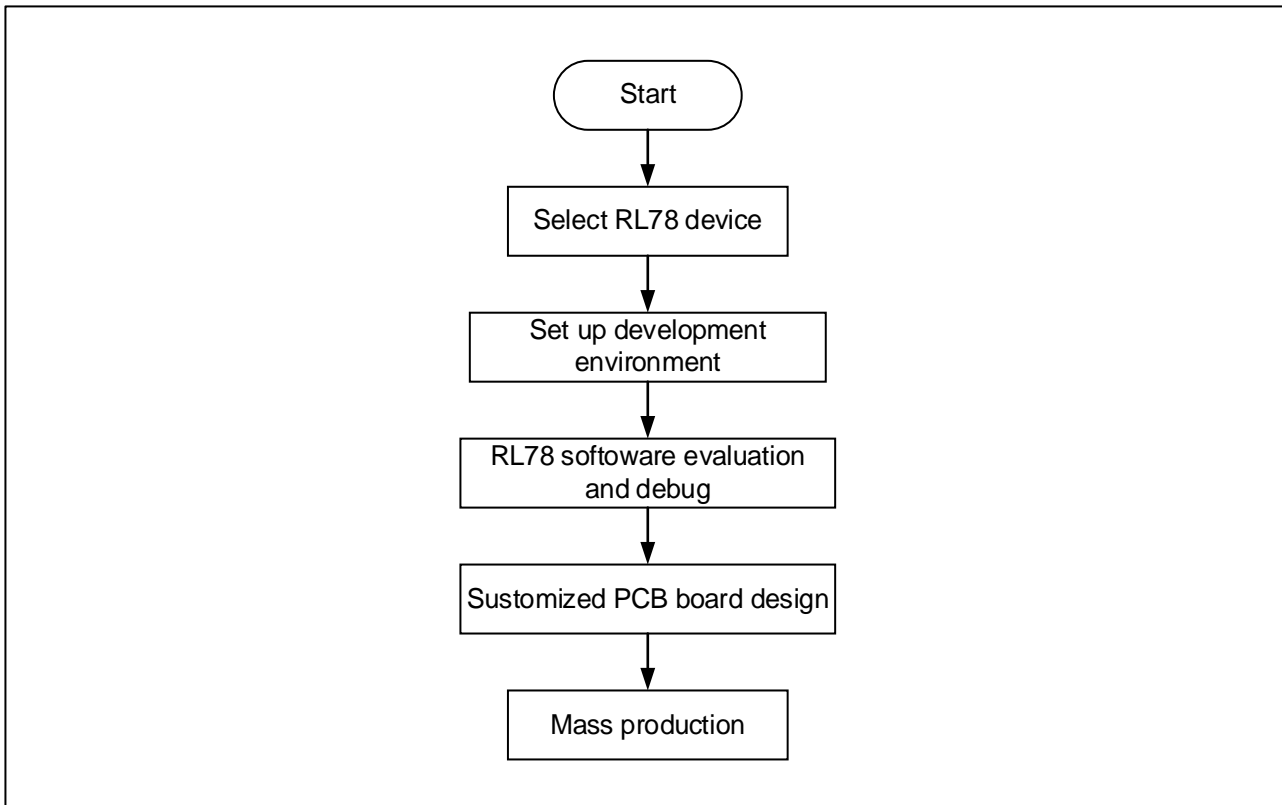 Start
Select RL78 device
Set up development
environment
RL78 softoware evaluation
and debug
Sustomized PCB board design
Mass production